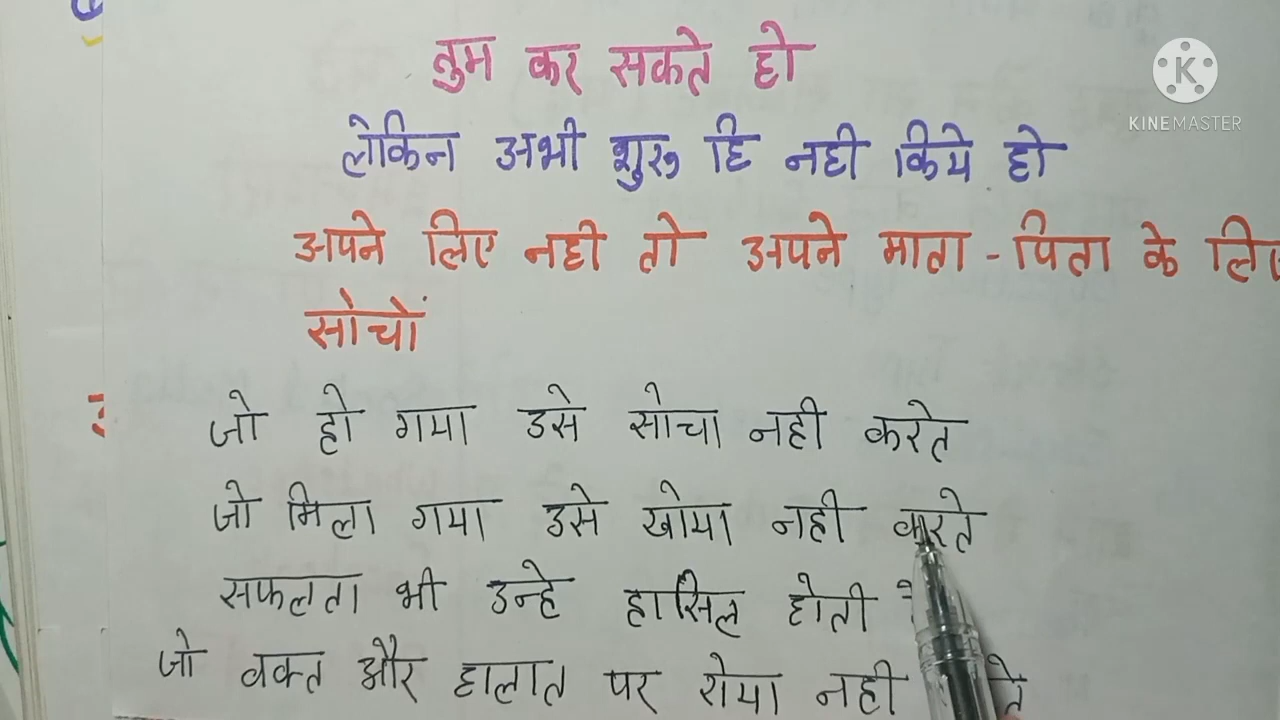 तुम कर सकते हो
KINEMASTER
लेकिन अभी शुरू हि नही किये हो
अपने लिए नही तो अपने माता - पिता के लिए
सोचों
जो हो गया उसे सोचा नही करेत
जो मिला गया उसे खोया नही करते
सफलता भी उन्हे हासिल होती
जो वक्त और हालात पर रोया नही